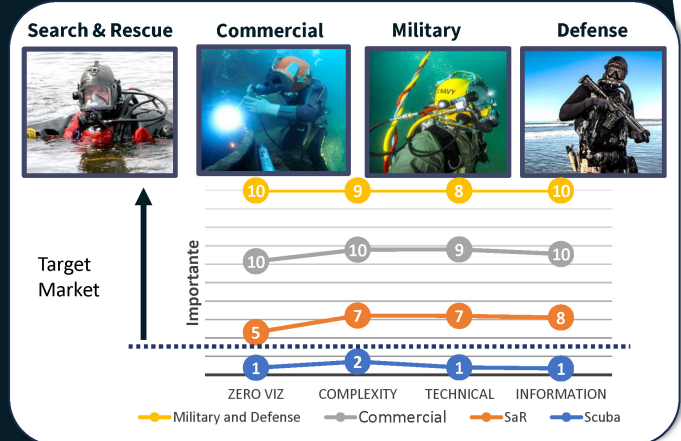 Search & Rescue
Commercial
Military
Defense
NAVY
Target
Market
Importante
10 9 8 10
10 10 9 10
5 7 7 8
1 2 1 1
ZERO VIZ COMPLEXITY TECHNICAL INFORMATION
Military and Defense Commercial SaR Scuba